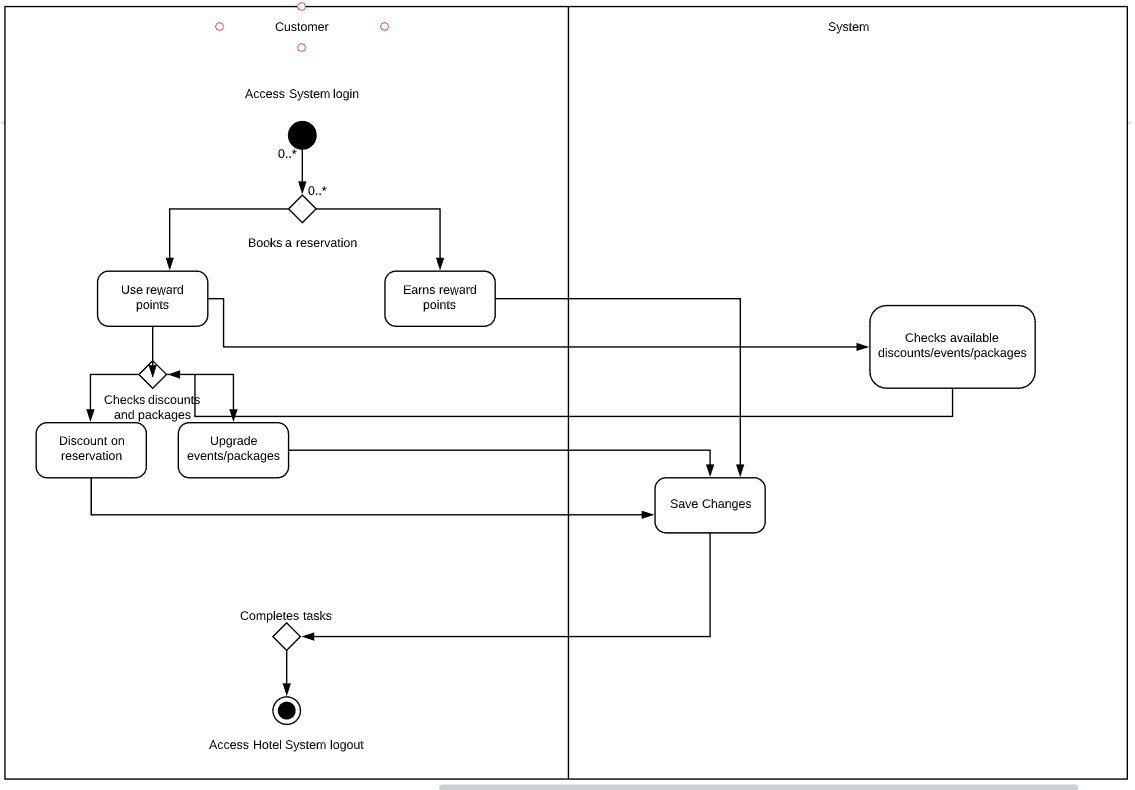 Customer
System
Access System login
0..*
0..*
Books a reservation
Use reward
points
Earns reward
points
Checks available
discounts/events/packages
Checks discounts
and packages
Discount on
reservation
Upgrade
events/packages
Save Changes
Completes tasks
Access Hotel System logout